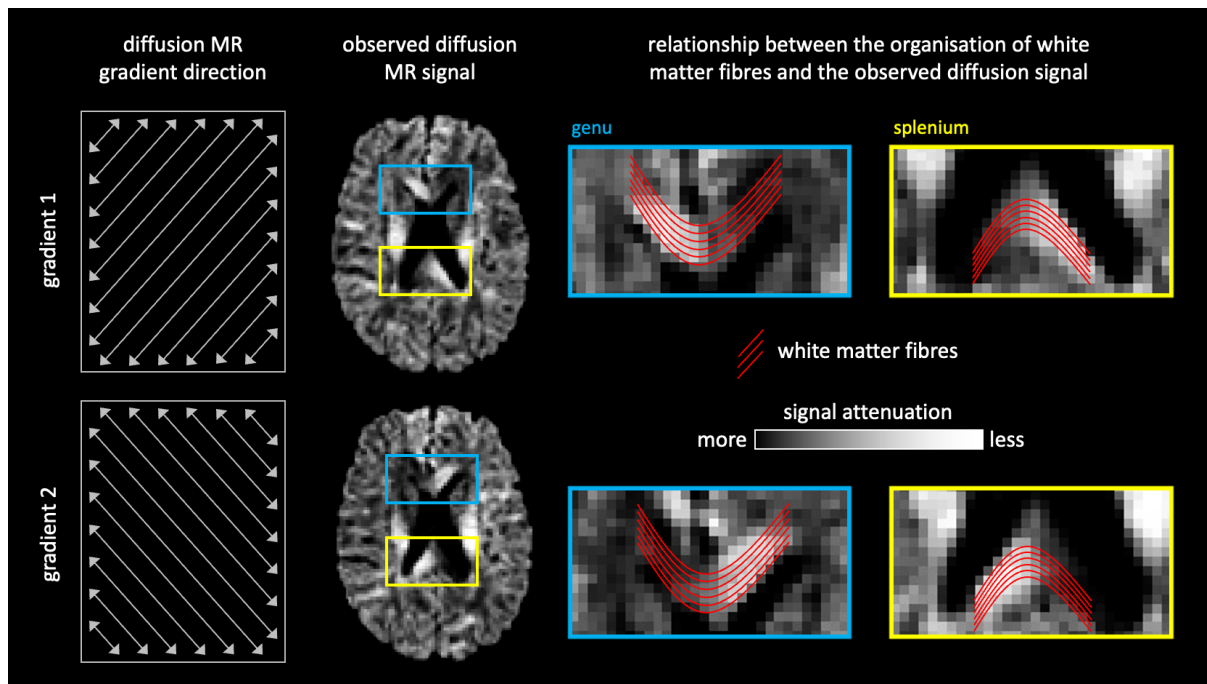 diffusion MR
gradient direction
observed diffusion
MR signal
relationship between the organisation of white
matter fibres and the observed diffusion signal
gradient 1
genu
splenium
white matter fibres
signal attenuation
more
less
gradient 2